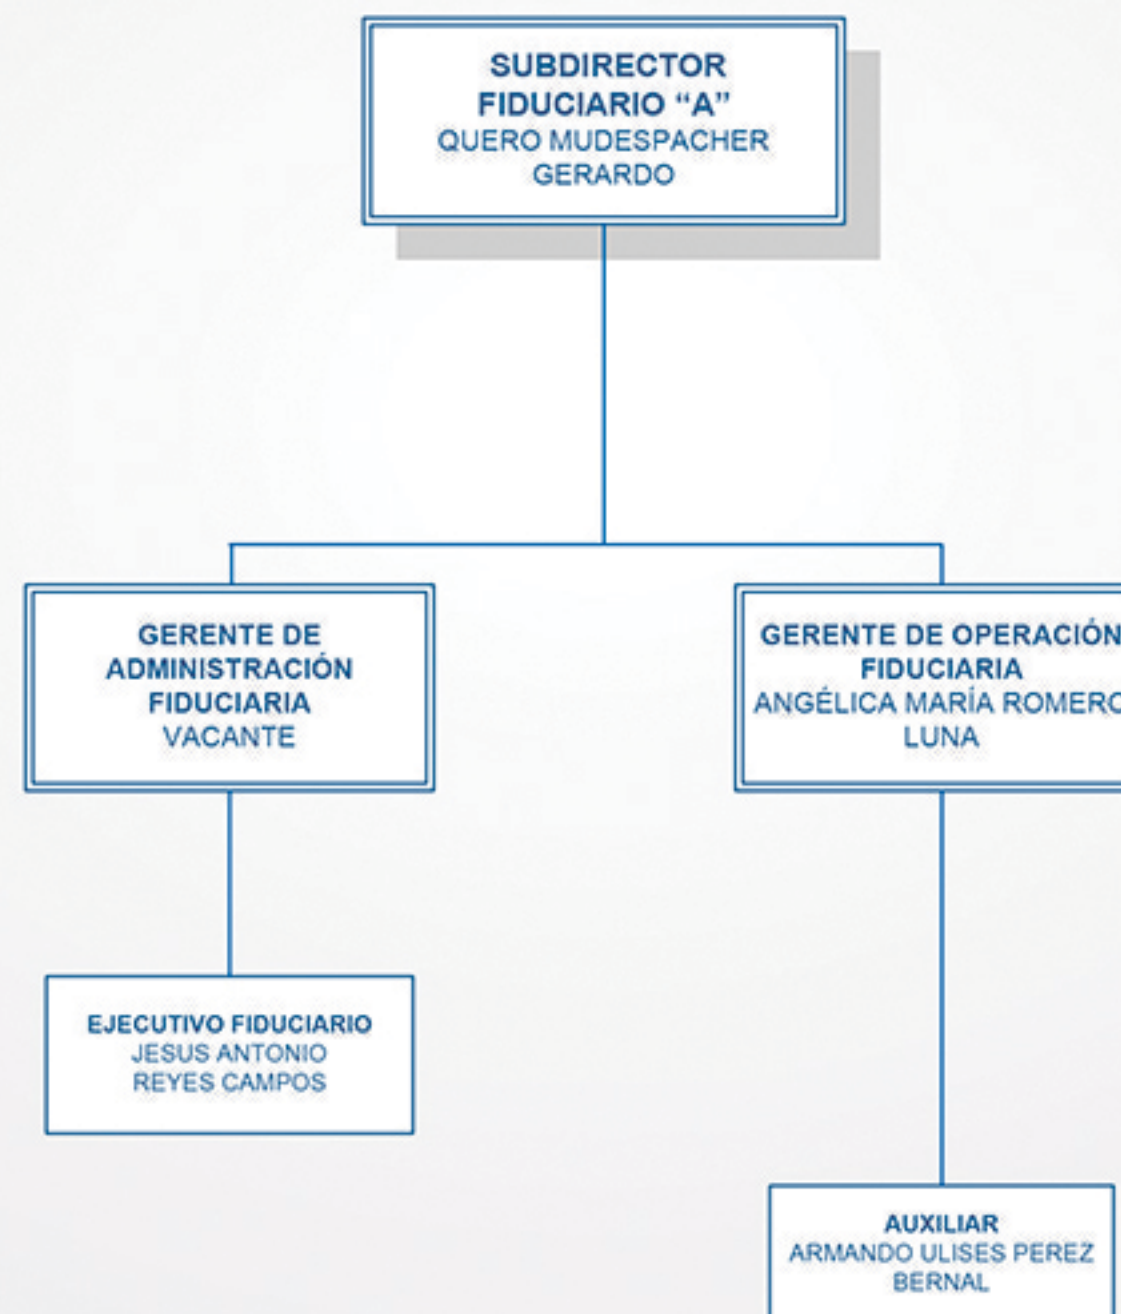 SUBDIRECTOR
FIDUCIARIO “A”
QUERO MUDESPACHER
GERARDO
GERENTE DE
ADMINISTRACIÓN
FIDUCIARIA
VACANTE
GERENTE DE OPERACIÓN
FIDUCIARIA
ANGÉLICA MARÍA ROMERO
LUNA
EJECUTIVO FIDUCIARIO
JESUS ANTONIO
REYES CAMPOS
AUXILIAR
ARMANDO ULISES PEREZ
BERNAL